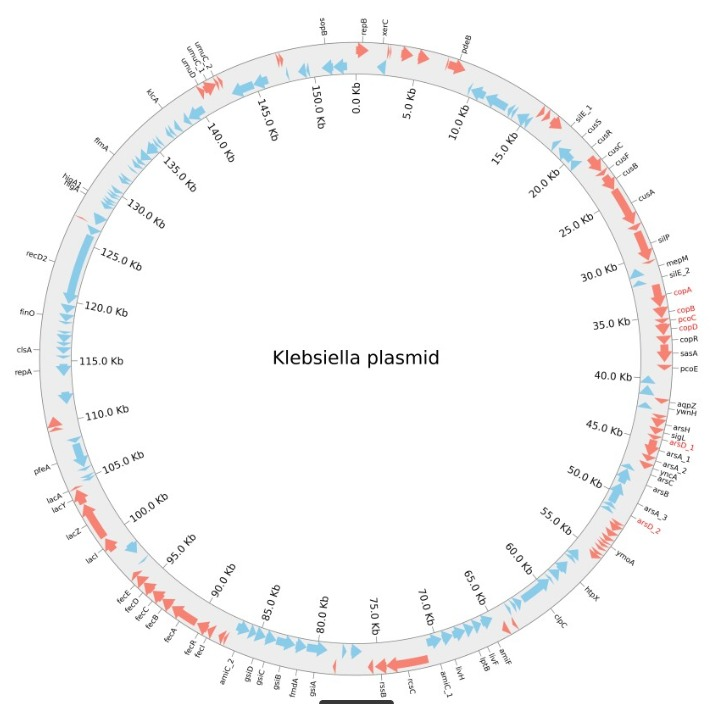 Klebsiella plasmid
repB
xerC
pdeB
silE_1
cusS
cusR
cusC
cusF
cusB
cusA
silP
mepM
silE_2
copA
copB
pcoC
copD
copR
sasA
pcoE
aqpZ
ywnH
arsH
sigL
arsD_1
arsA_1
arsA_2
yncA
arsC
arsB
arsA_3
arsD_2
ymoA
htpX
clpC
amiF
livF
lptB
livH
amiC_1
rcsC
rssB
gsiA
fmdA
gsiB
gsiC
gsiD
amiC_2
fecI
fecR
fecA
fecB
fecC
fecD
fecE
lacI
lacZ
lacY
lacA
pfeA
repA
clsA
finO
recD2
higA
higA1
fimA
klcA
umuD
umuC_1
umuC_2
sopB
0.0 Kb
5.0 Kb
10.0 Kb
15.0 Kb
20.0 Kb
25.0 Kb
30.0 Kb
35.0 Kb
40.0 Kb
45.0 Kb
50.0 Kb
55.0 Kb
60.0 Kb
65.0 Kb
70.0 Kb
75.0 Kb
80.0 Kb
85.0 Kb
90.0 Kb
95.0 Kb
100.0 Kb
105.0 Kb
110.0 Kb
115.0 Kb
120.0 Kb
125.0 Kb
130.0 Kb
135.0 Kb
140.0 Kb
145.0 Kb
150.0 Kb